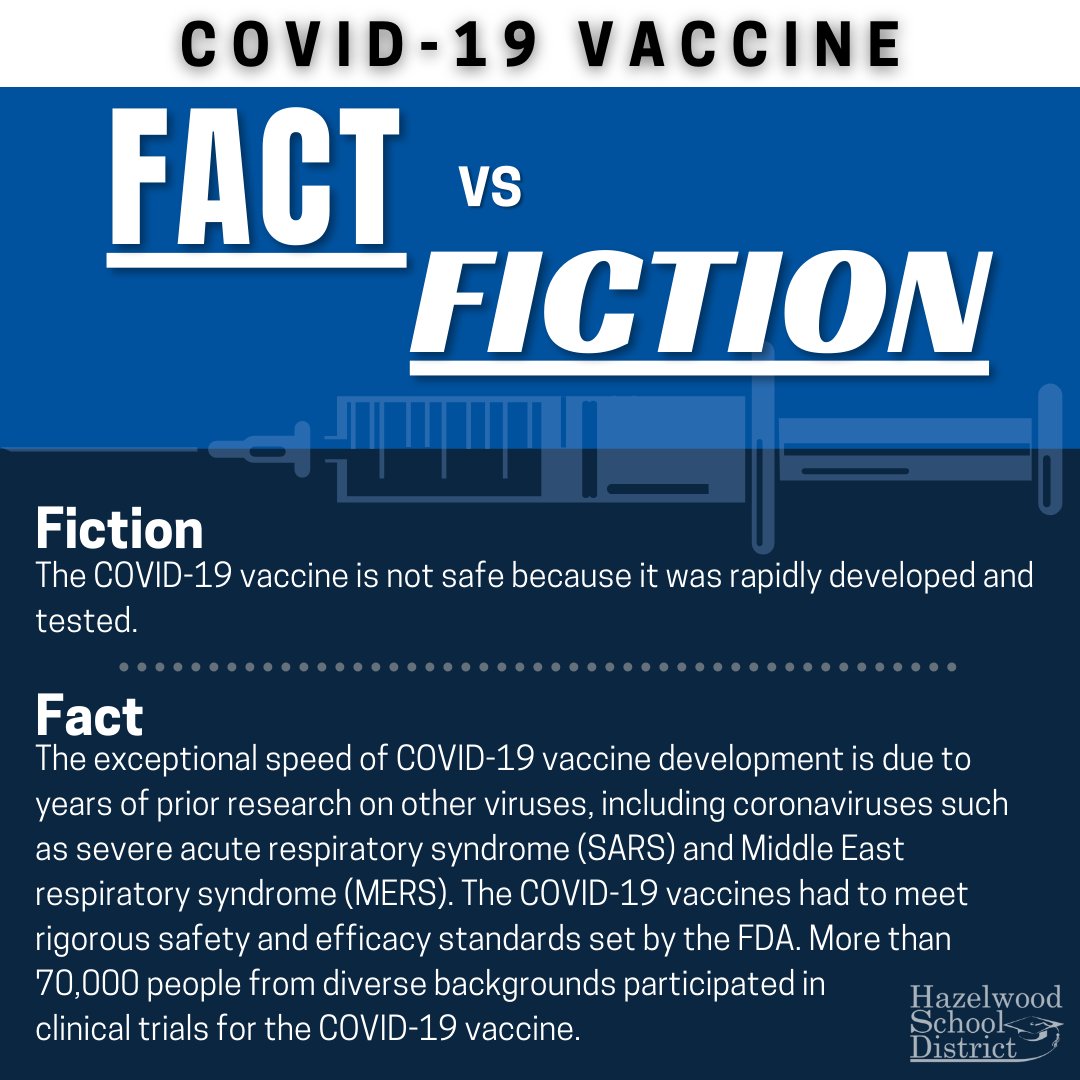 COVID-19 VACCINE
FACT
VS
FICTION
Fiction
The COVID-19 vaccine is not safe because it was rapidly developed and
tested.
Fact
The exceptional speed of COVID-19 vaccine development is due to
years of prior research on other viruses, including coronaviruses such
as severe acute respiratory syndrome (SARS) and Middle East
respiratory syndrome (MERS). The COVID-19 vaccines had to meet
rigorous safety and efficacy standards set by the FDA. More than
70,000 people from diverse backgrounds participated in
clinical trials for the COVID-19 vaccine.
Hazelwood
School
District